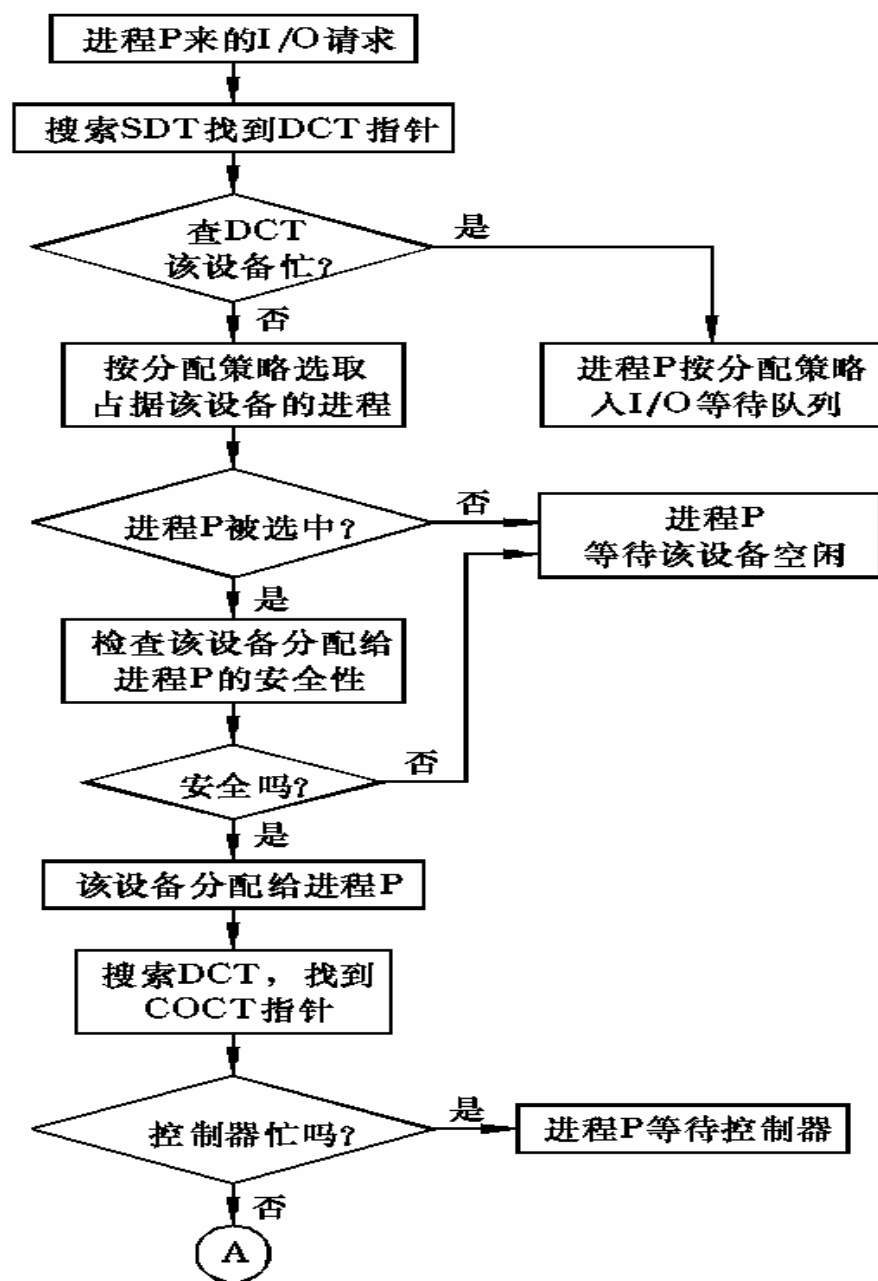 进程P来的I/O请求
搜索SDT找到DCT指针
查DCT
该设备忙?
是
否
按分配策略选取
占据该设备的进程
进程P按分配策略
入I/O等待队列
进程P被选中?
否
进程P
等待该设备空闲
是
检查该设备分配给
进程P的安全性
安全吗?
否
是
该设备分配给进程P
搜索DCT，找到
COCT指针
控制器忙吗?
是
进程P等待控制器
否
A